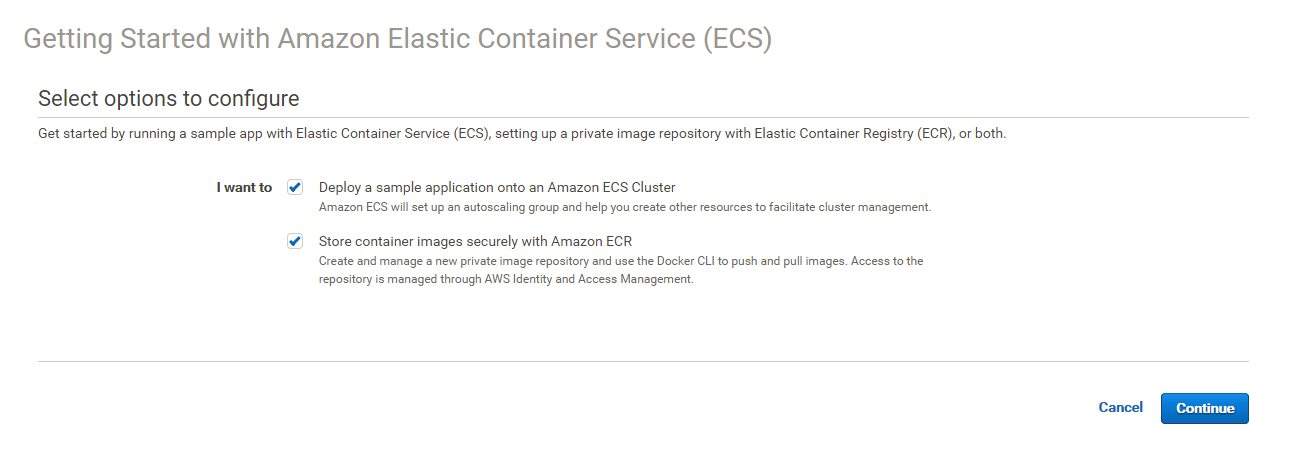 Getting Started with Amazon Elastic Container Service (ECS)
Select options to configure
Get started by running a sample app with Elastic Container Service (ECS), setting up a private image repository with Elastic Container Registry (ECR), or both.
I want to Deploy a sample application onto an Amazon ECS Cluster
Amazon ECS will set up an autoscaling group and help you create other resources to facilitate cluster management.
Store container images securely with Amazon ECR
Create and manage a new private image repository and use the Docker CLI to push and pull images. Access to the
repository is managed through AWS Identity and Access Management.
Cancel Continue